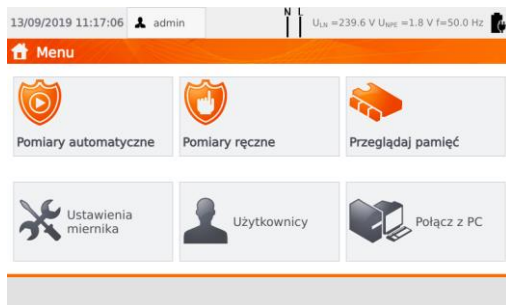 13/09/2019 11:17:06 admin N L ULN =239.6 V UNPE =1.8 V f=50.0 Hz
Menu
Pomiary automatyczne Pomiary ręczne Przeglądaj pamięć
Ustawienia miernika Użytkownicy Połącz z PC